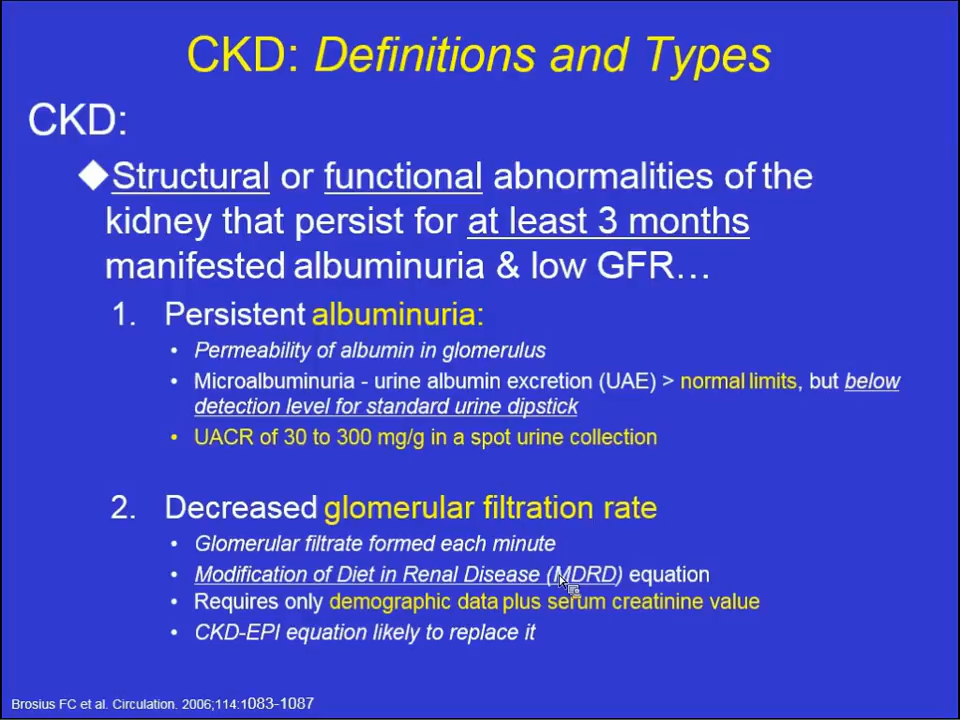 CKD: Definitions and Types
CKD:
◆Structural or functional abnormalities of the
kidney that persist for at least 3 months
manifested albuminuria & low GFR…
1. Persistent albuminuria:
• Permeability of albumin in glomerulus
• Microalbuminuria - urine albumin excretion (UAE) > normal limits, but below
detection level for standard urine dipstick
• UACR of 30 to 300 mg/g in a spot urine collection
2. Decreased glomerular filtration rate
• Glomerular filtrate formed each minute
• Modification of Diet in Renal Disease (MDRD) equation
• Requires only demographic data plus serum creatinine value
• CKD-EPI equation likely to replace it
Brosius FC et al. Circulation. 2006;114:1083-1087